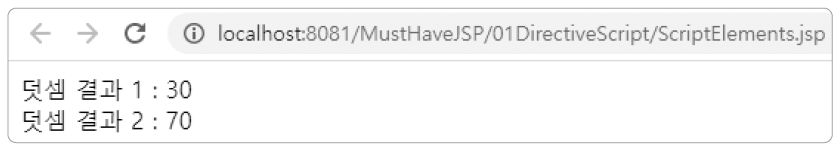 localhost:8081/MustHaveJSP/01DirectiveScript/ScriptElements.jsp
덧셈 결과 1 : 30
덧셈 결과 2 : 70